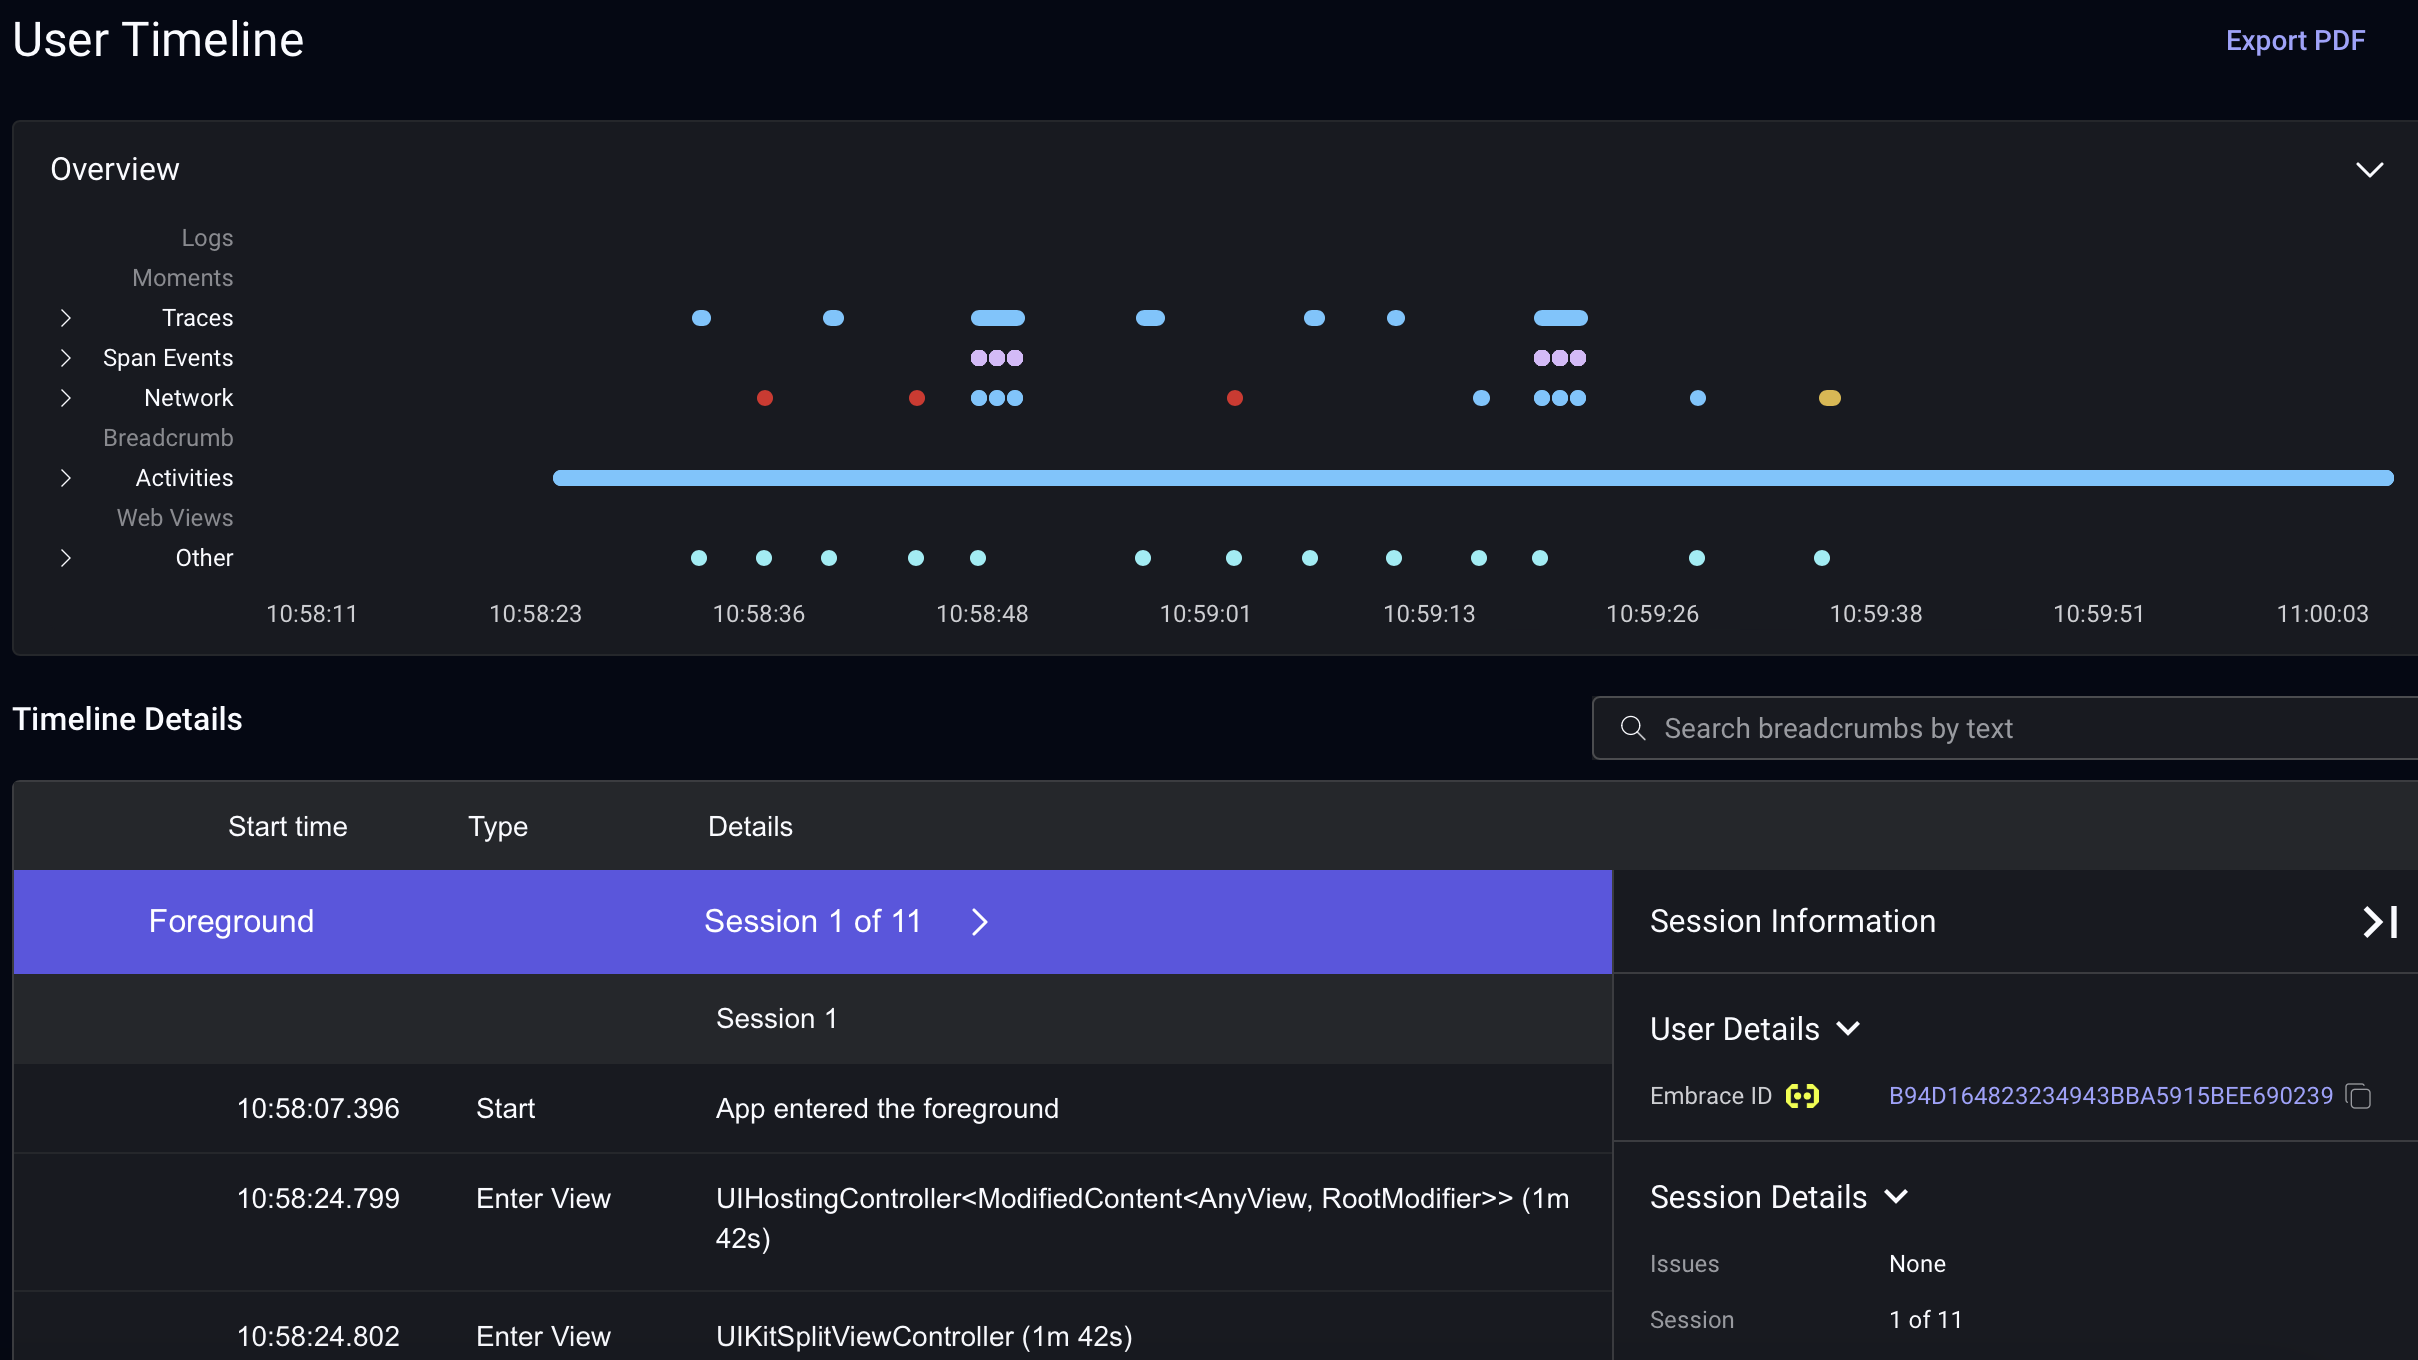 User Timeline
Export PDF
Overview
Logs
Moments
Traces
Span Events
Network
Breadcrumb
Activities
Web Views
Other
10:58:11 10:58:23 10:58:36 10:58:48 10:59:01 10:59:13 10:59:26 10:59:38 10:59:51 11:00:03
Timeline Details
Search breadcrumbs by text
Start time Type Details
Foreground Session 1 of 11
Session 1
10:58:07.396 Start App entered the foreground
10:58:24.799 Enter View UIHostingController<ModifiedContent<AnyView, RootModifier>> (1m
42s)
10:58:24.802 Enter View UIKitSplitViewController (1m 42s)
Session Information
User Details
Embrace ID B94D164823234943BBA5915BEE690239
Session Details
Issues None
Session 1 of 11